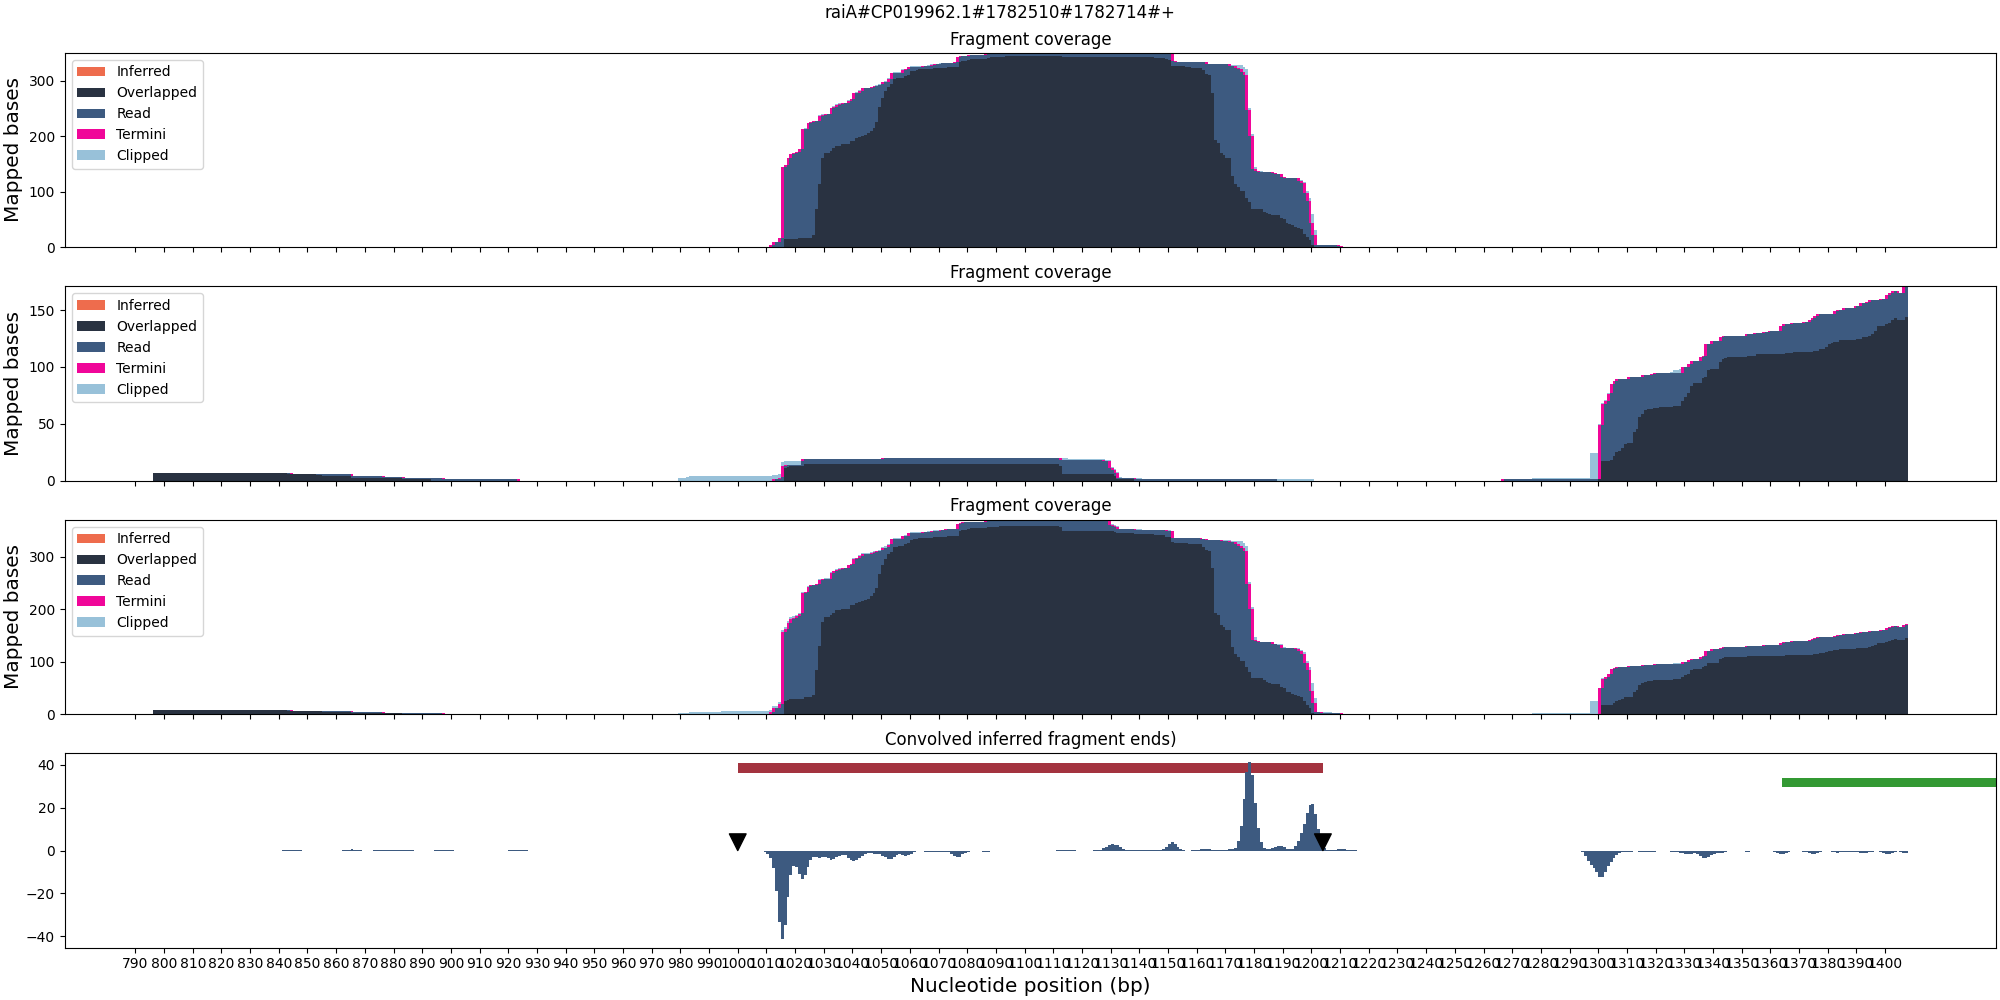 raiA#CP019962.1#1782510#1782714#+
Fragment coverage
Mapped bases
300
200
100
0
Inferred
Overlapped
Read
Termini
Clipped
Fragment coverage
Mapped bases
150
100
50
0
Inferred
Overlapped
Read
Termini
Clipped
Fragment coverage
Mapped bases
300
200
100
0
Inferred
Overlapped
Read
Termini
Clipped
Convolved inferred fragment ends)
40
20
0
−20
−40
790 800 810 820 830 840 850 860 870 880 890 900 910 920 930 940 950 960 970 980 990 1000 1010 1020 1030 1040 1050 1060 1070 1080 1090 1100 1110 1120 1130 1140 1150 1160 1170 1180 1190 1200 1210 1220 1230 1240 1250 1260 1270 1280 1290 1300 1310 1320 1330 1340 1350 1360 1370 1380 1390 1400
Nucleotide position (bp)